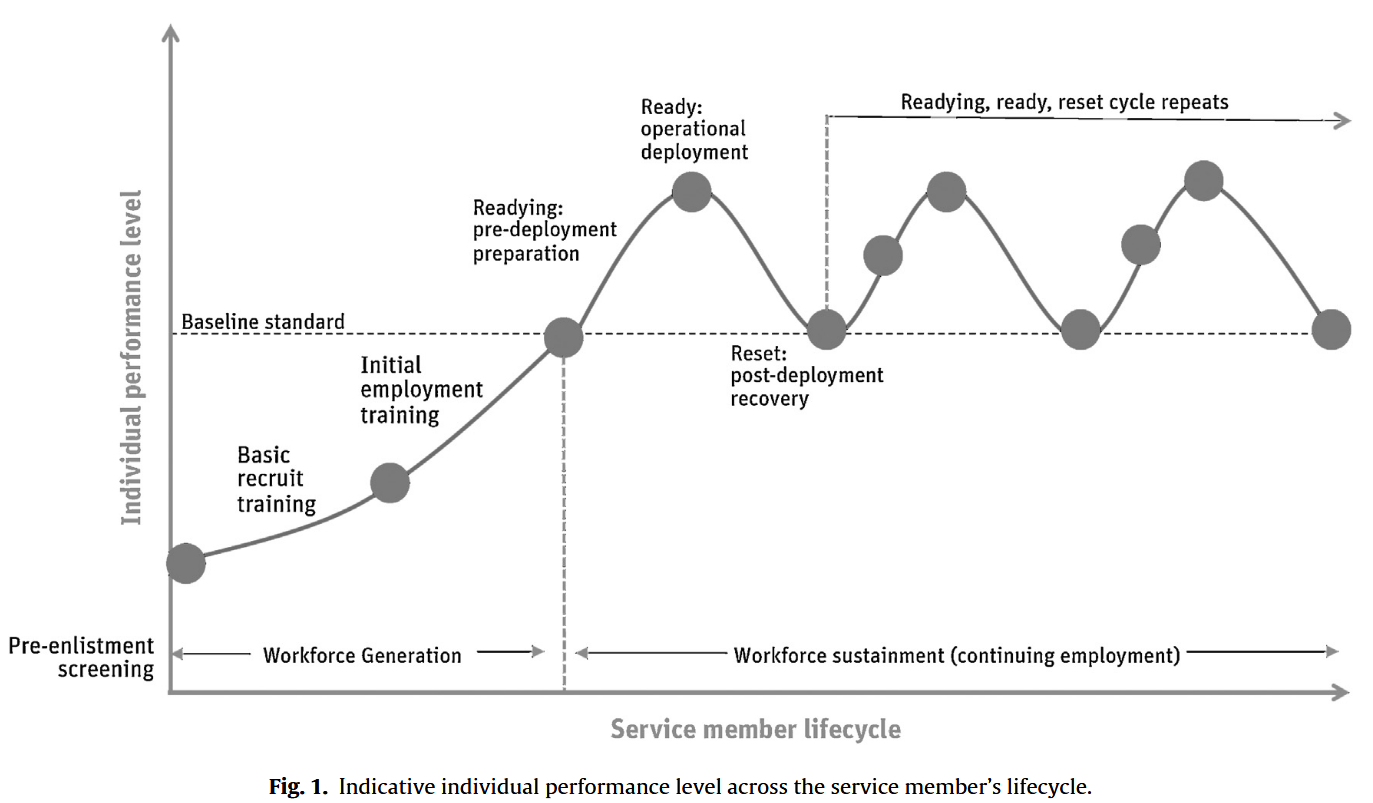 Individual performance level
Readying, ready, reset cycle repeats
Ready:
operational
deployment
Readying:
pre-deployment
preparation
Baseline standard
Initial
employment
training
Reset:
post-deployment
recovery
Basic
recruit
training
Pre-enlistment
screening
Workforce Generation
Workforce sustainment (continuing employment)
Service member lifecycle
Fig. 1. Indicative individual performance level across the service member's lifecycle.